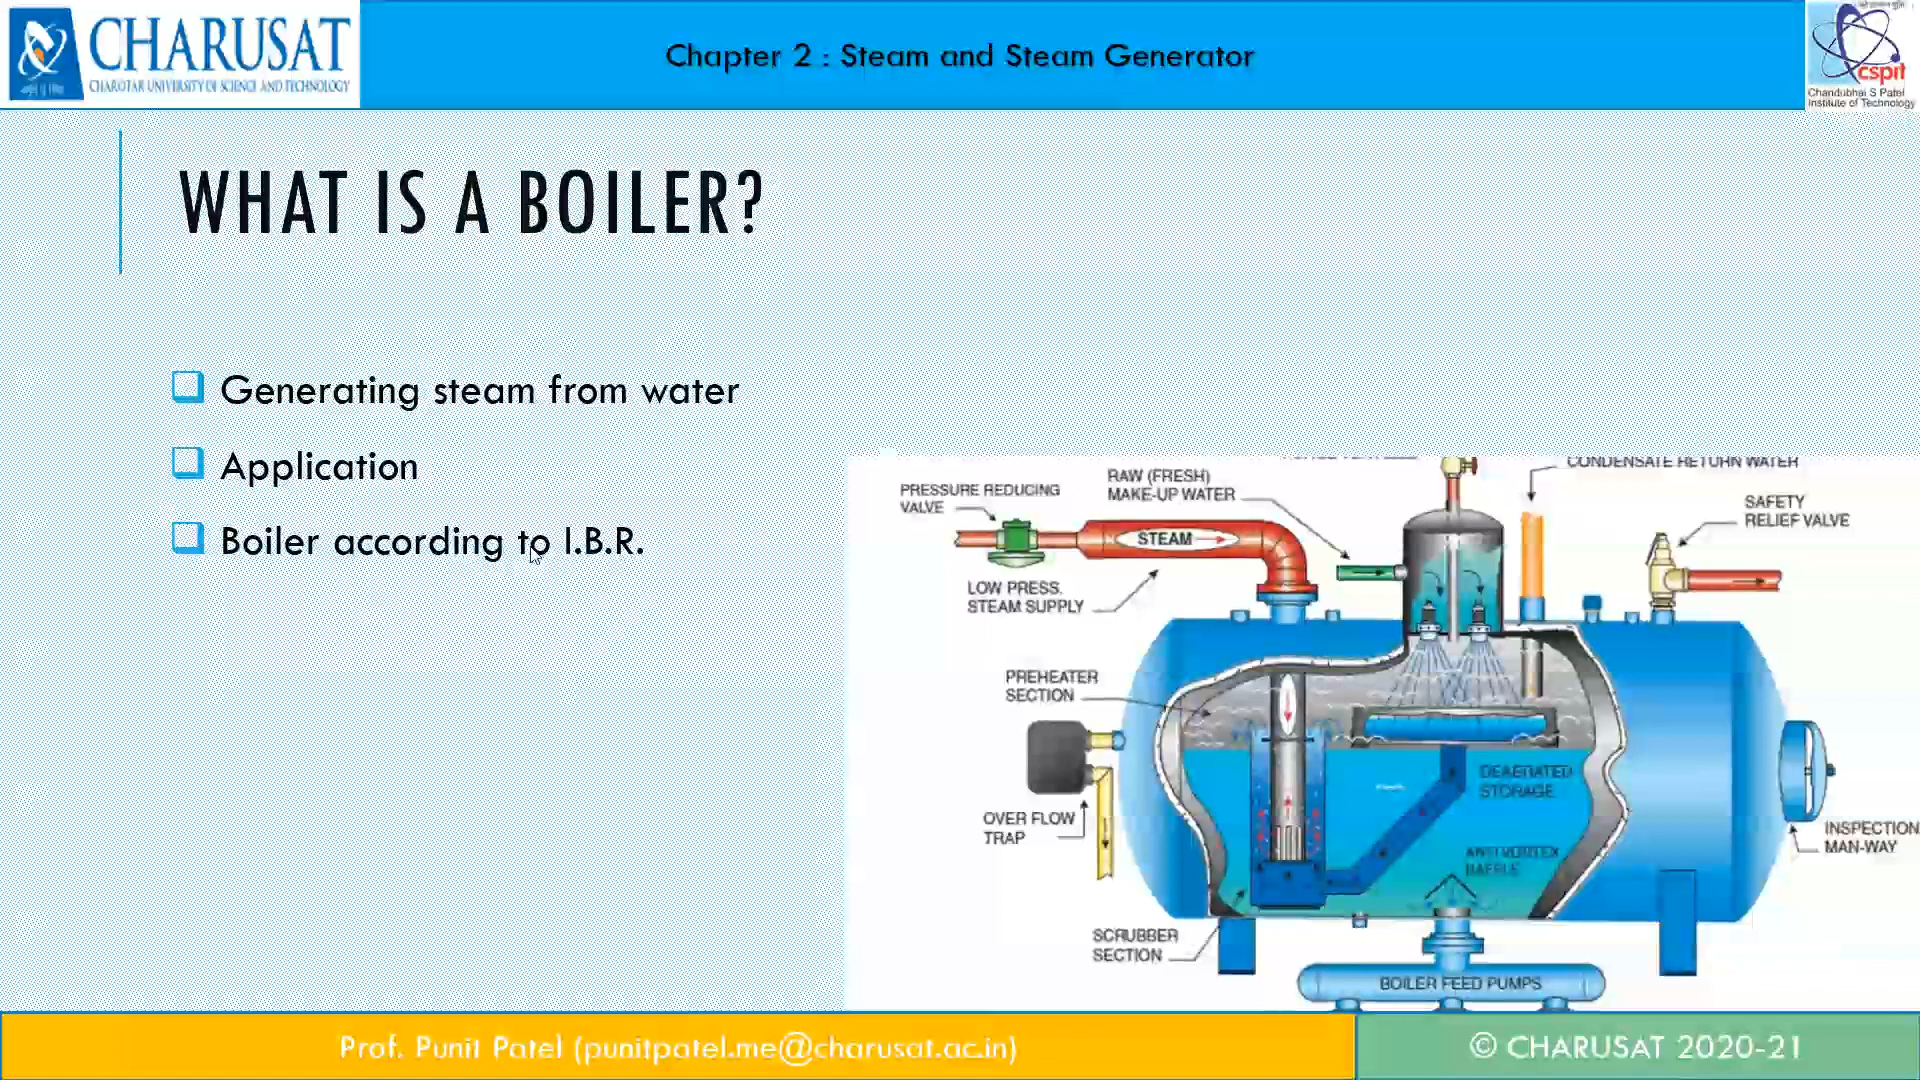 CHARUSAT
CHAROTAR UNIVERSITY OF SCIENCE AND TECHNOLOGY
Chapter 2 : Steam and Steam Generator
cspit
Chandubhai S Patel
Institute of Technology
WHAT IS A BOILER?
Generating steam from water
Application
Boiler according to I.B.R.
CONDENSATE RETURN WATER
RAW (FRESH)
MAKE-UP WATER
PRESSURE REDUCING
VALVE
SAFETY
RELIEF VALVE
STEAM
LOW PRESS.
STEAM SUPPLY
PREHEATER
SECTION
DEAERATED
STORAGE
OVER FLOW
TRAP
INSPECTION
MAN-WAY
ANTI VORTEX
BAFFLE
SCRUBBER
SECTION
BOILER FEED PUMPS
Prof. Punit Patel (punitpatel.me@charusat.ac.in)
© CHARUSAT 2020-21